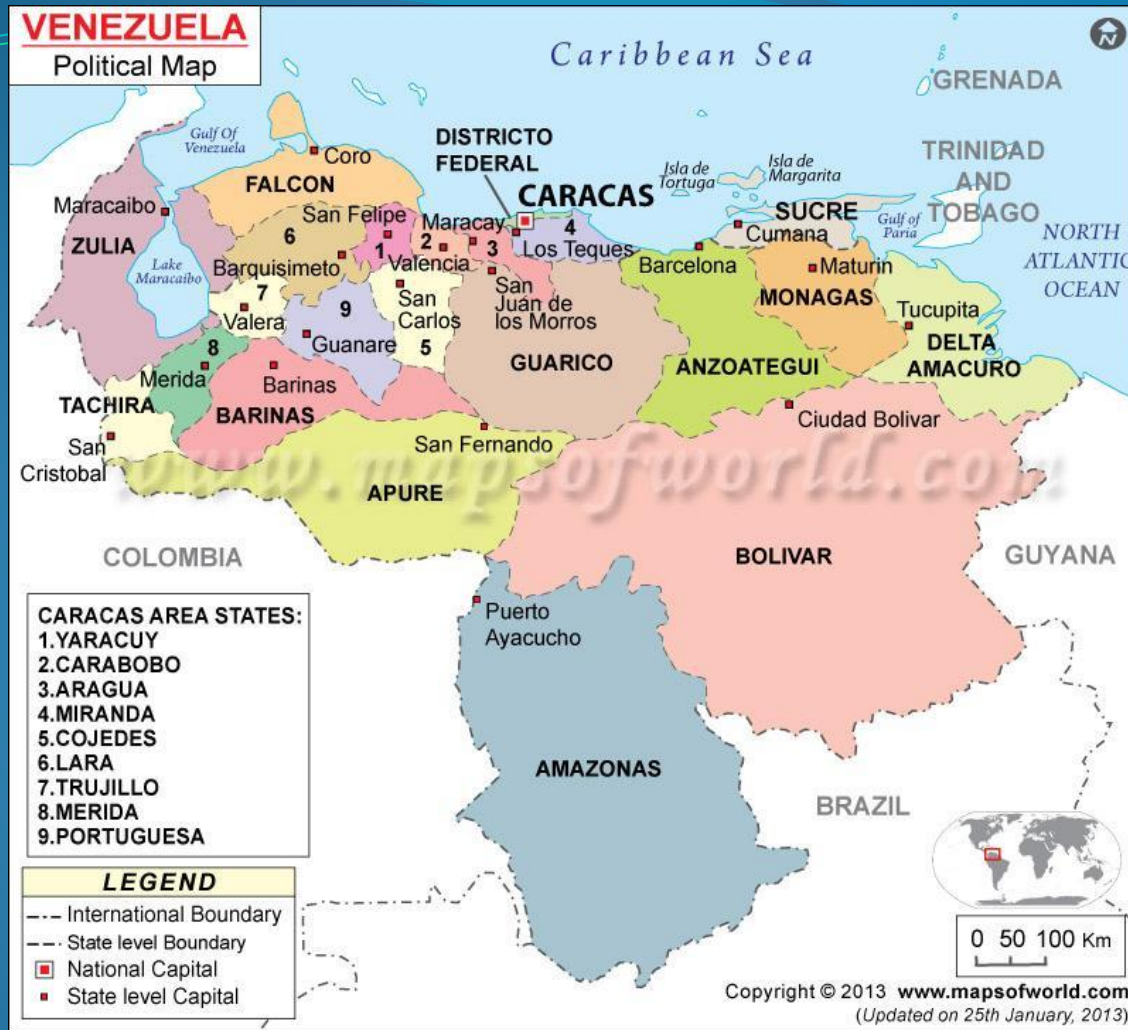 VENEZUELA
Political Map
Caribbean Sea
N
GRENADA
Gulf Of
Venezuela
Coro
DISTRICTO
FEDERAL
Isla de
Tortuga
Isla de
Margarita
TRINIDAD
AND
TOBAGO
FALCON
CARACAS
Maracaibo
San Felipe
Maracay
SUCRE
Gulf of
Paria
ZULIA
6
1
2
3
4
Cumana
NORTH
ATLANTIC
OCEAN
Lake
Maracaibo
Barquisimeto
Valencia
Los Teques
Barcelona
Maturin
7
Valera
9
San
Carlos
San
Juán de
los Morros
MONAGAS
Tucupita
8
Guanare
5
GUARICO
ANZOATEGUI
DELTA
AMACURO
Merida
Barinas
TACHIRA
BARINAS
Ciudad Bolivar
San
Cristobal
San Fernando
www.mapsofworld.com
APURE
COLOMBIA
BOLIVAR
GUYANA
Puerto
Ayacucho
CARACAS AREA STATES:
1.YARACUY
2.CARABOBO
3.ARAGUA
4.MIRANDA
5.COJEDES
6.LARA
7.TRUJILLO
8.MERIDA
9.PORTUGUESA
AMAZONAS
BRAZIL
LEGEND
International Boundary
State level Boundary
National Capital
State level Capital
0 50 100 Km
Copyright © 2013 www.mapsofworld.com
(Updated on 25th January, 2013)